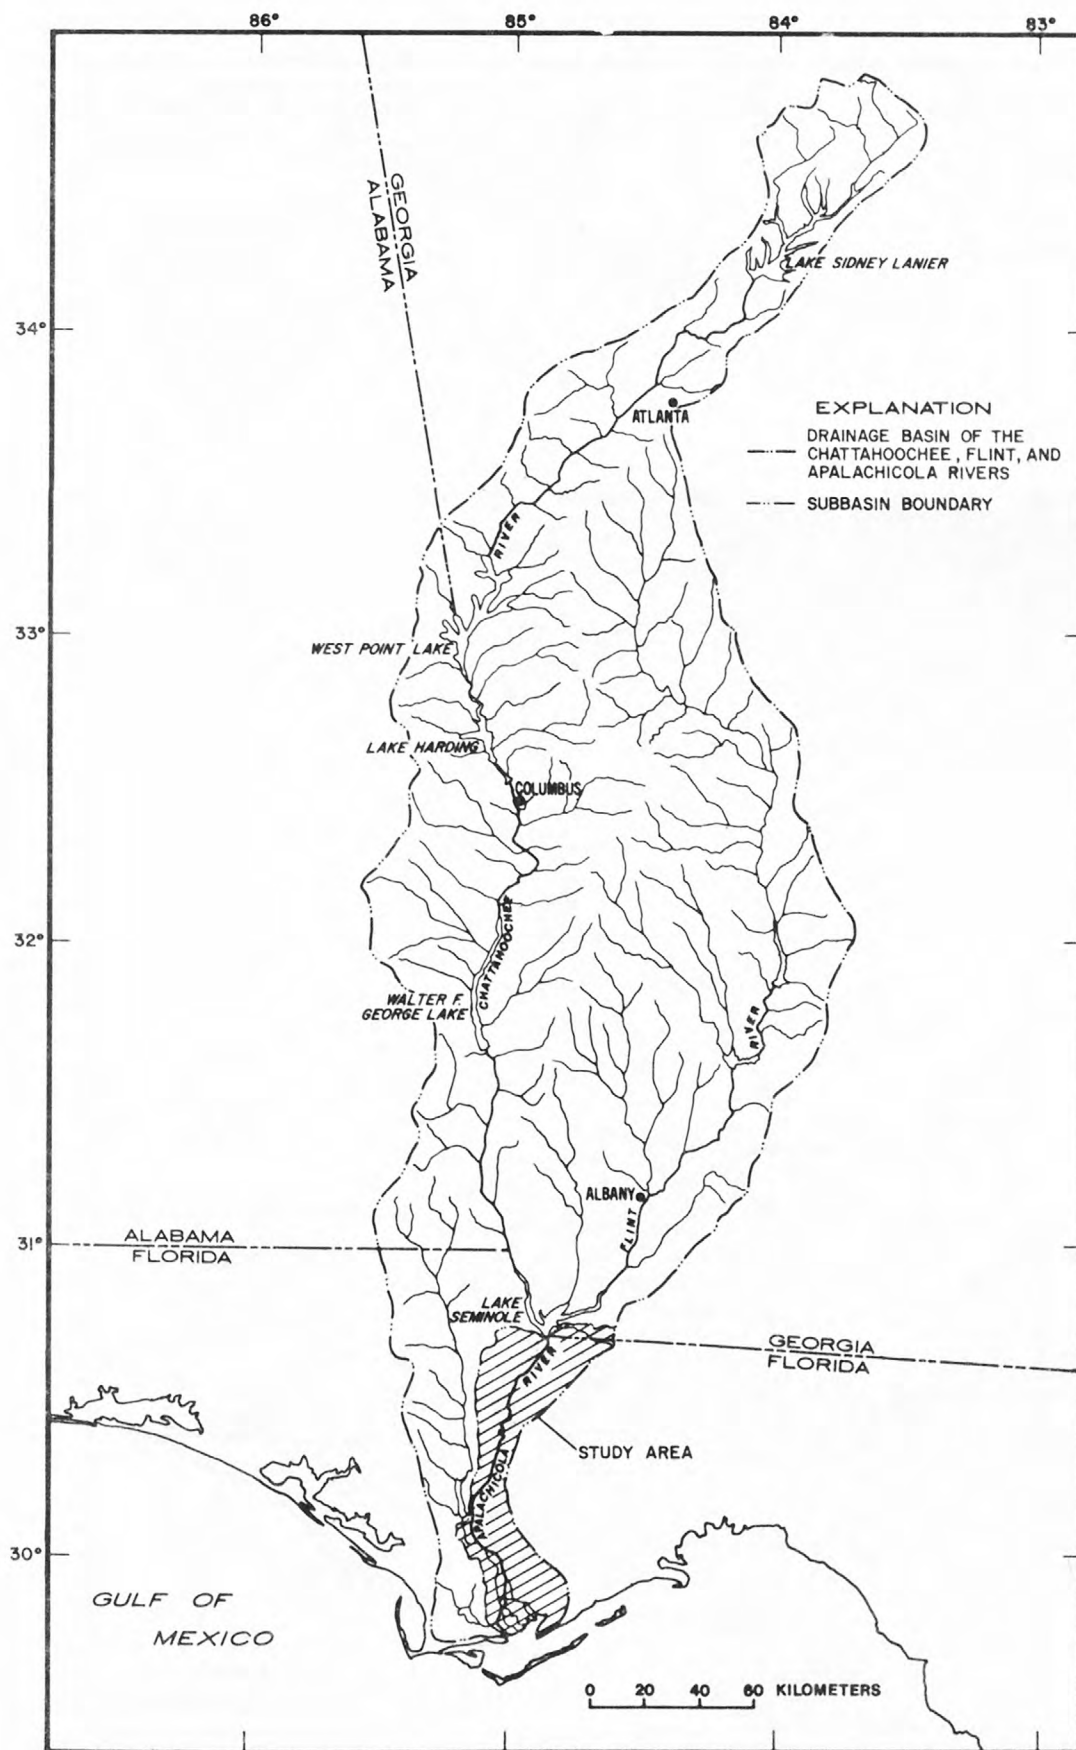 86° 85° 84° 83°
GEORGIA
ALABAMA
LAKE SIDNEY LANIER
34°
ATLANTA
EXPLANATION
DRAINAGE BASIN OF THE
CHATTAHOOCHEE, FLINT, AND
APALACHICOLA RIVERS
SUBBASIN BOUNDARY
RIVER
33°
WEST POINT LAKE
LAKE HARDING
COLUMBUS
32°
CHATTAHOOCHEE
WALTER F.
GEORGE LAKE
RIVER
ALBANY
FLINT
31°
ALABAMA
FLORIDA
LAKE
SEMINOLE
GEORGIA
FLORIDA
RIVER
STUDY AREA
APALACHICOLA
30°
GULF OF
MEXICO
0 20 40 60 KILOMETERS